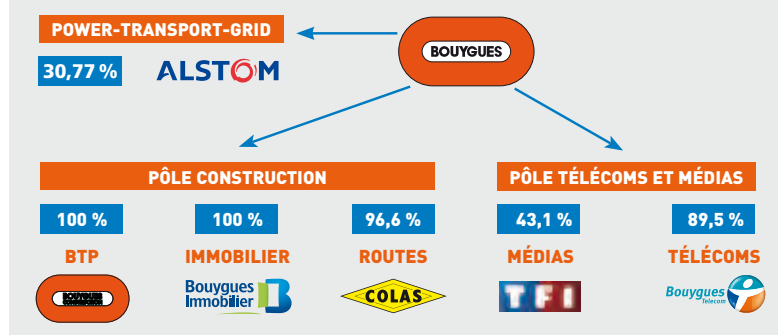 POWER-TRANSPORT-GRID
BOUYGUES
30,77 %
ALSTOM
PÔLE CONSTRUCTION
PÔLE TÉLÉCOMS ET MÉDIAS
100 %
100 %
96,6 %
43,1 %
89,5 %
BTP
IMMOBILIER
ROUTES
MÉDIAS
TÉLÉCOMS
BOUYGUES
Bouygues
Immobilier
COLAS
TF1
Bouygues
Telecom